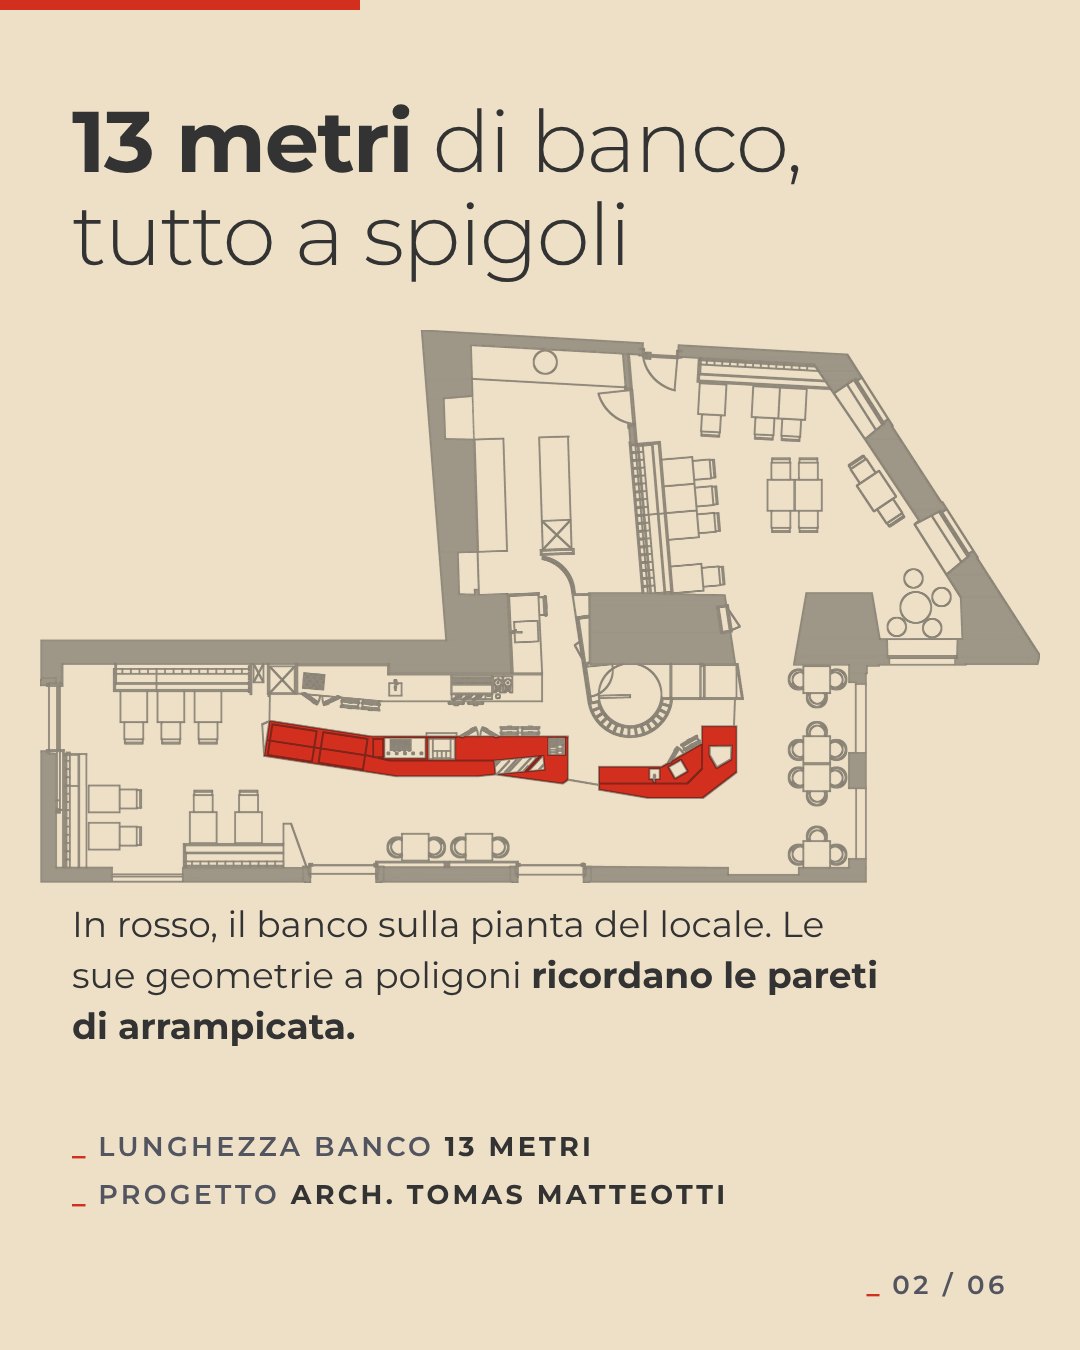 13 metri di banco,
tutto a spigoli
In rosso, il banco sulla pianta del locale. Le
sue geometrie a poligoni ricordano le pareti
di arrampicata.
_ LUNGHEZZA BANCO 13 METRI
_ PROGETTO ARCH. TOMAS MATTEOTTI
_ 02 / 06